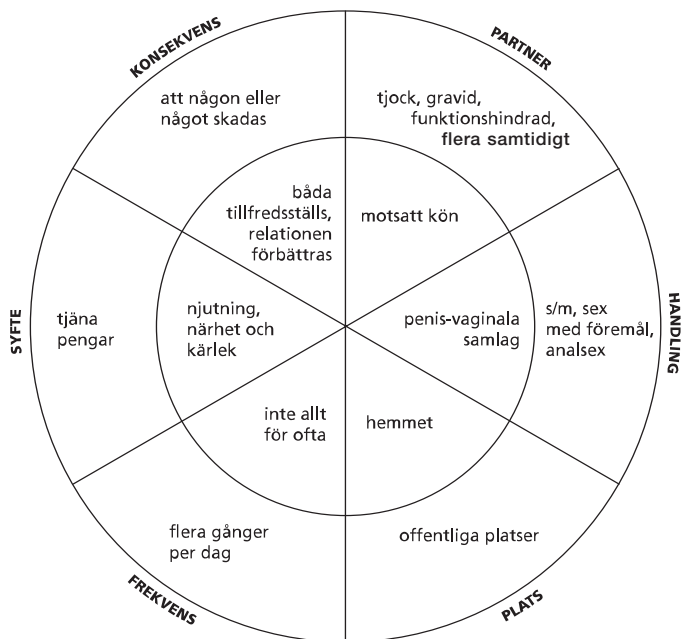 KONSEKVENS
att någon eller
något skadas
båda
tillfredsställs,
relationen
förbättras
PARTNER
tjock, gravid,
funktionshindrad,
flera samtidigt
motsatt kön
HANDLING
s/m, sex
med föremål,
analsex
penis-vaginala
samlag
PLATS
offentliga platser
hemmet
FREKVENS
flera gånger
per dag
inte allt
för ofta
SYFTE
tjäna
pengar
njutning,
närhet och
kärlek